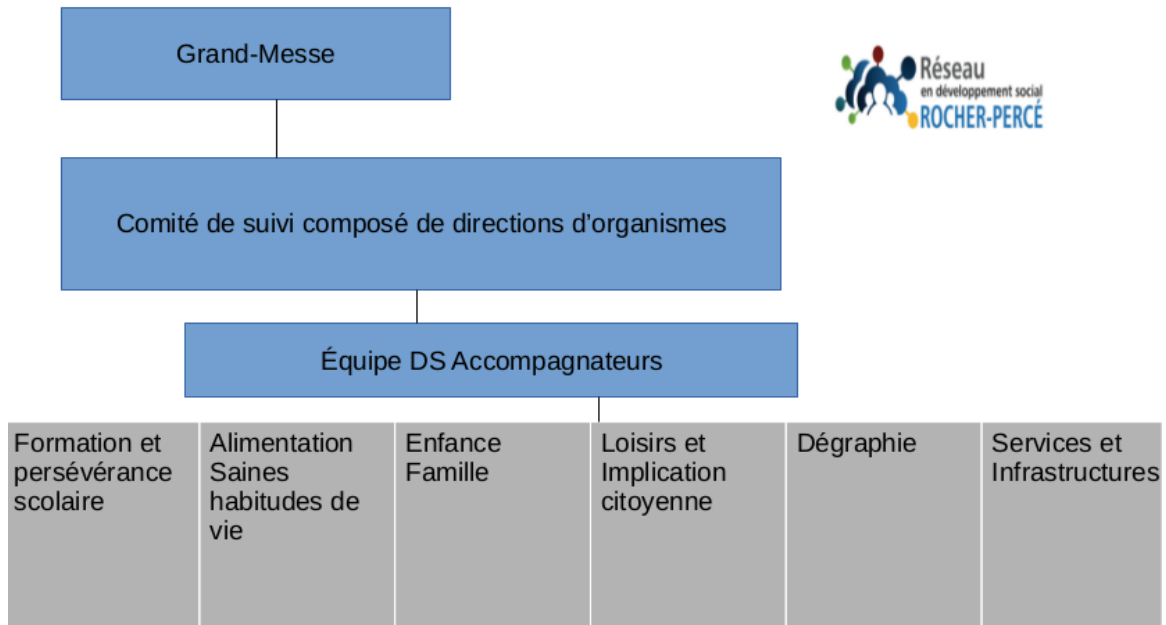 Grand-Messe
Réseau
en développement social
ROCHER-PERCÉ
Comité de suivi composé de directions d’organismes
Équipe DS Accompagnateurs
Formation et
persévérance
scolaire
Alimentation
Saines
habitudes de
vie
Enfance
Famille
Loisirs et
Implication
citoyenne
Dégraphie
Services et
Infrastructures